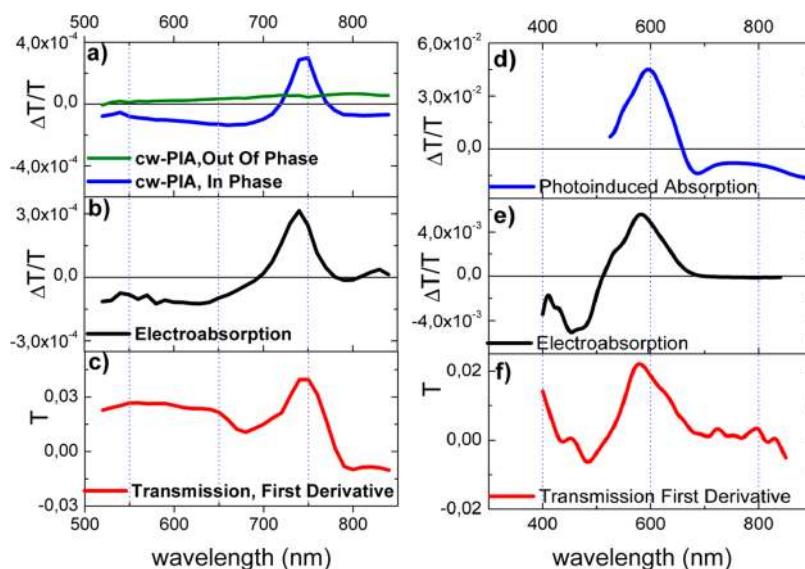 500 600 700 800
4,0x10⁻⁴
a)
0,0
ΔT/T
-4,0x10⁻⁴
cw-PIA,Out Of Phase
cw-PIA, In Phase
3,0x10⁻⁴
b)
0,0
ΔT/T
-3,0x10⁻⁴
Electroabsorption
c)
0,03
T
0,00
-0,03
Transmission, First Derivative
500 600 700 800
wavelength (nm)
400 600 800
6,0x10⁻²
d)
3,0x10⁻²
ΔT/T
0,0
Photoinduced Absorption
e)
4,0x10⁻³
ΔT/T
0,0
-4,0x10⁻³
Electroabsorption
f)
0,02
T
0,00
-0,02
Transmission First Derivative
400 600 800
wavelength (nm)